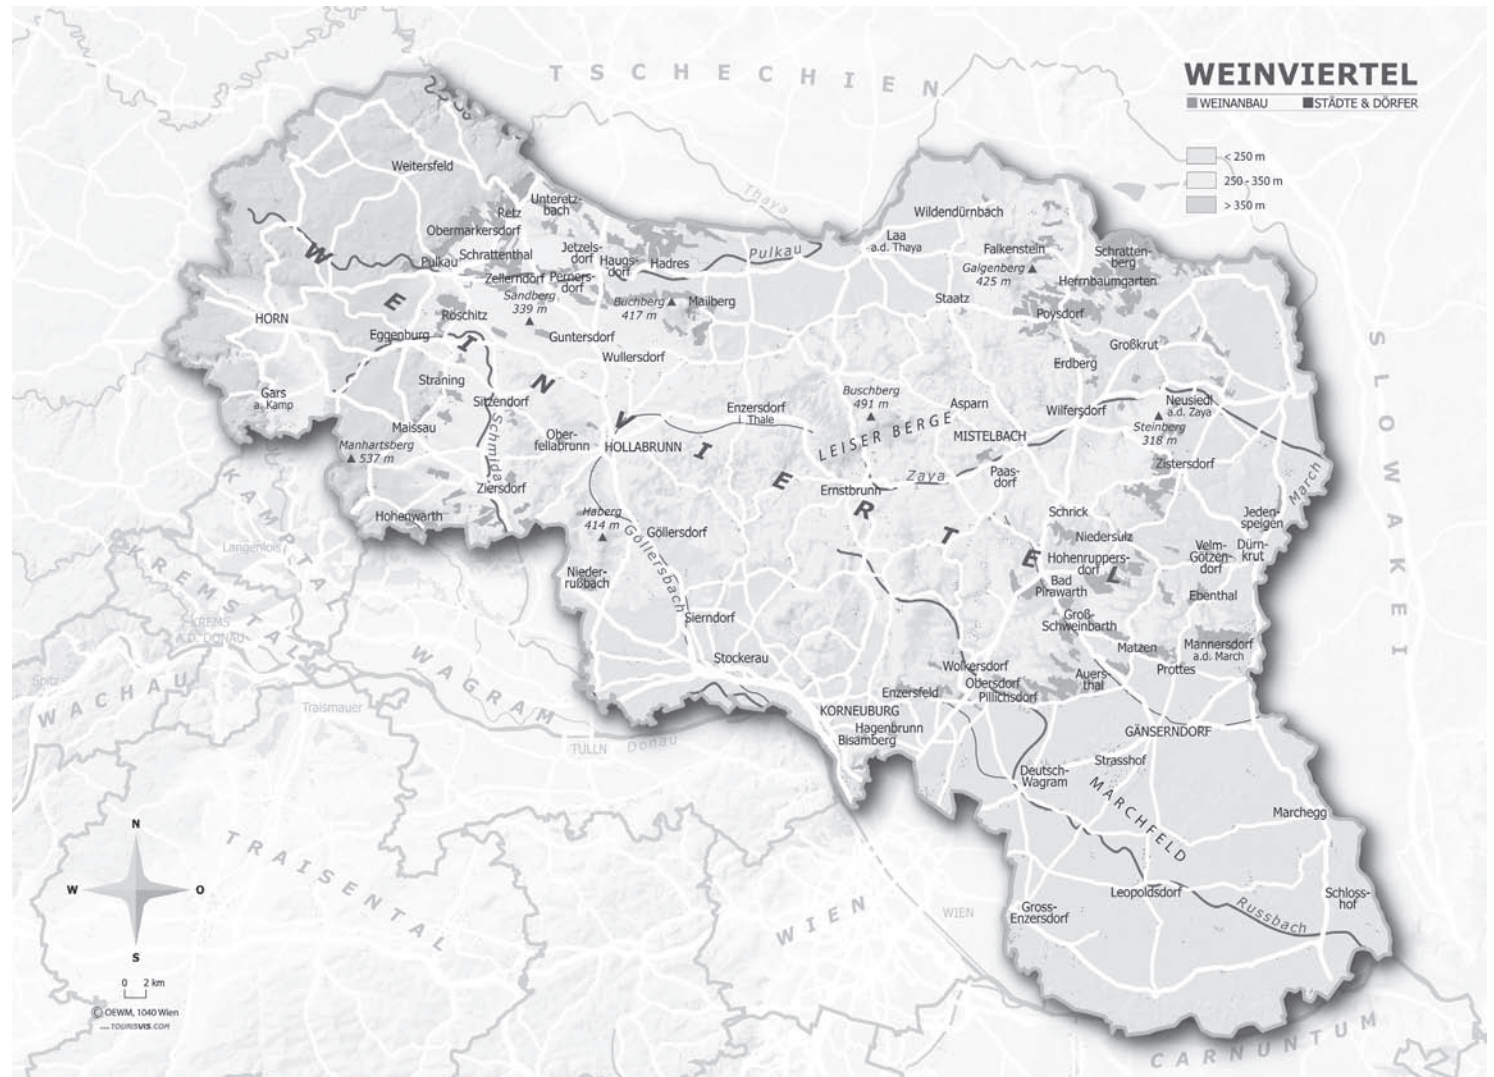 WEINVIERTEL
WEINANBAU
STÄDTE & DÖRFER
< 250 m
250 - 350 m
> 350 m
TSCHECHIEN
SLOWAKEI
WEINVIERTEL
Thaya
Weitersfeld
Unteretz-
bach
Retz
Obermarkersdorf
Schrattenthal
Pulkau
Jetzels-
dorf
Haugs-
dorf
Hadres
Pulkau
Zellerndorf
Perners-
dorf
Sandberg
339 m
Buchberg
417 m
Mailberg
Wildendürnbach
Laa
a.d. Thaya
Falkenstein
Galgenberg
425 m
Schratten-
berg
Herrnbaumgarten
Staatz
Poysdorf
HORN
Röschitz
Eggenburg
Guntersdorf
Wullersdorf
Großkrut
Erdberg
Gars
a. Kamp
Straning
Sitzendorf
Schmida
Maissau
Manhartsberg
537 m
Ober-
fellabrunn
HOLLABRUNN
Enzersdorf
i. Thale
Buschberg
491 m
LEISER BERGE
Asparn
MISTELBACH
Wilfersdorf
Neusiedl
a.d. Zaya
Steinberg
318 m
Zistersdorf
March
Ziersdorf
Hohenwarth
Ernstbrunn
Zaya
Paas-
dorf
Haberg
414 m
Göllersdorf
Göllersbach
Schrick
Jeden-
speigen
Niedersulz
Hohenruppers-
dorf
Velm-
Götzen-
dorf
Dürn-
krut
Nieder-
rußbach
Bad
Pirawarth
Ebenthal
Sierndorf
Groß-
Schweinbarth
Stockerau
Matzen
Mannersdorf
a.d. March
Prottes
Wolkersdorf
Obersdorf
Pillichsdorf
Auers-
thal
Enzersfeld
KORNEUBURG
Hagenbrunn
Bisamberg
GÄNSERNDORF
Strasshof
Deutsch-
Wagram
MARCHFELD
Marchegg
Leopoldsdorf
Schloss-
hof
Gross-
Enzersdorf
Russbach
KAMPTAL
Langenlois
KREMSTAL
KREMS
A.D. DONAU
WACHAU
Spitz
WAGRAM
Traismauer
TULLN
Donau
TRAISENTAL
WIEN
WIEN
CARNUNTUM
N
W
O
S
0 2 km
© OEWM, 1040 Wien
www.TOURISVIS.COM